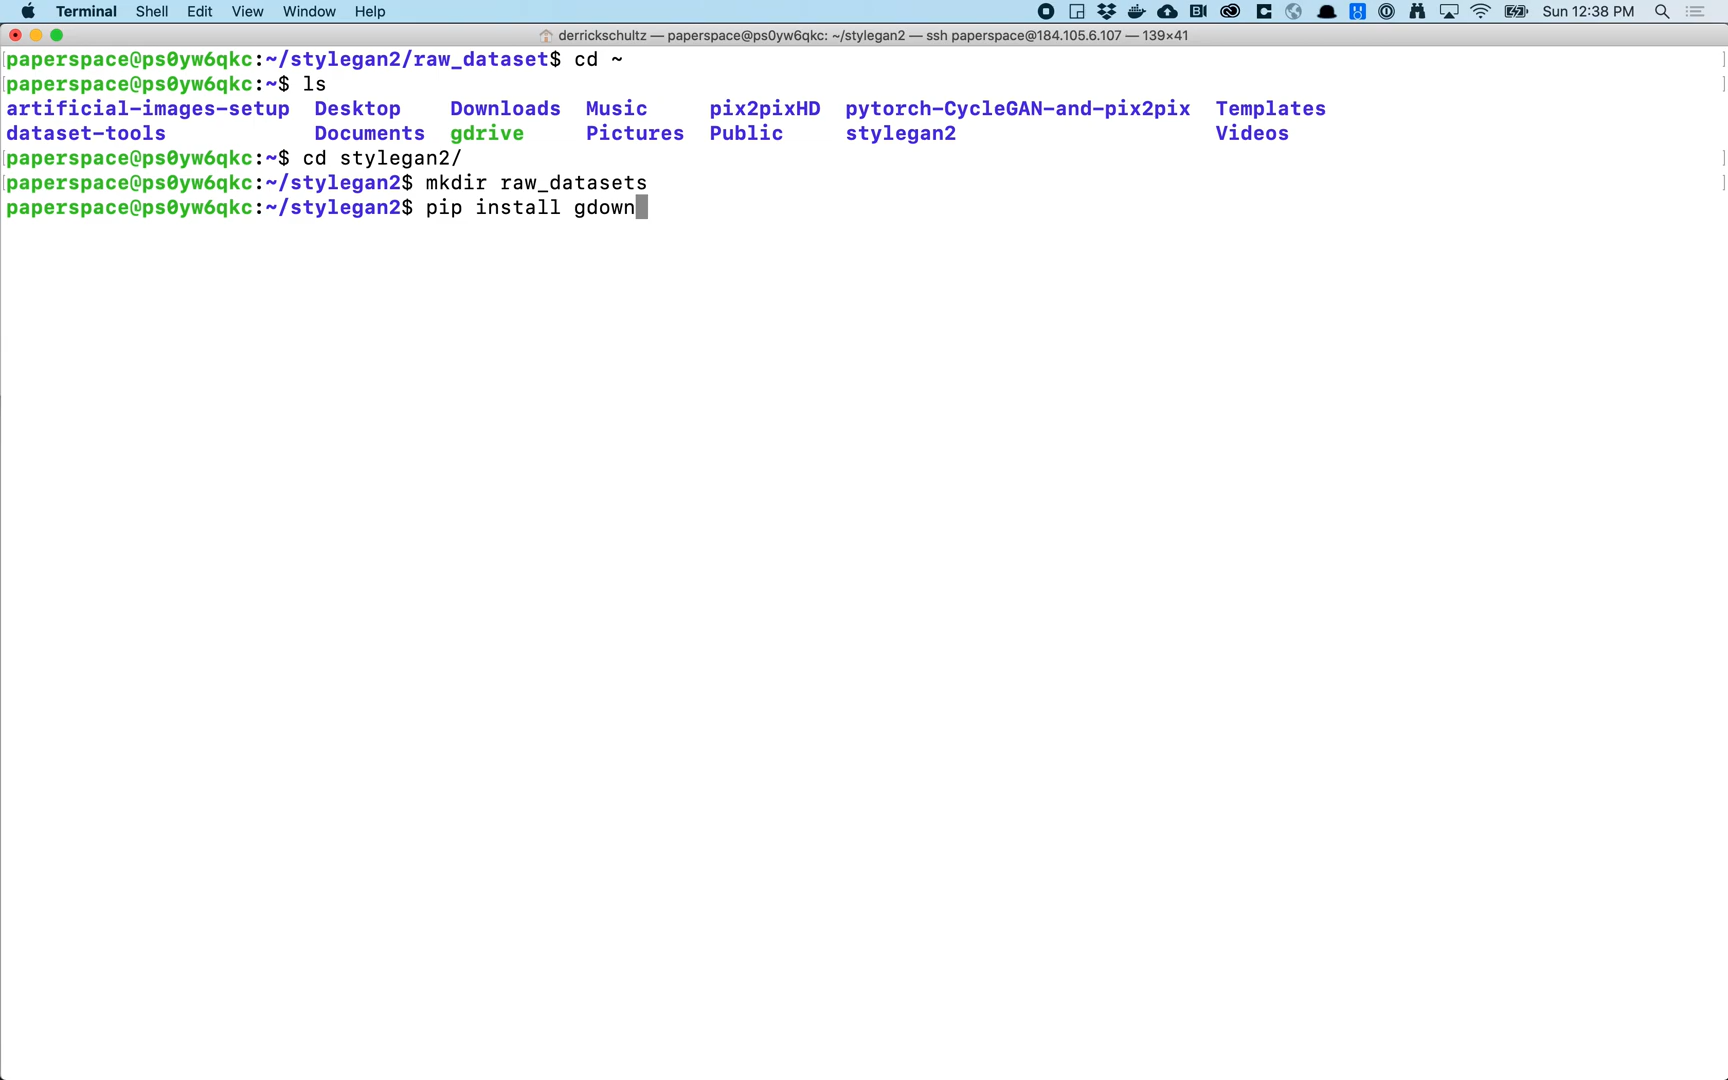 Terminal Shell Edit View Window Help Sun 12:38 PM
derrickschultz — paperspace@ps0yw6qkc: ~/stylegan2 — ssh paperspace@184.105.6.107 — 139×41
paperspace@ps0yw6qkc:~/stylegan2/raw_dataset$ cd ~
paperspace@ps0yw6qkc:~$ ls
artificial-images-setup Desktop Downloads Music pix2pixHD pytorch-CycleGAN-and-pix2pix Templates
dataset-tools Documents gdrive Pictures Public stylegan2 Videos
paperspace@ps0yw6qkc:~$ cd stylegan2/
paperspace@ps0yw6qkc:~/stylegan2$ mkdir raw_datasets
paperspace@ps0yw6qkc:~/stylegan2$ pip install gdown